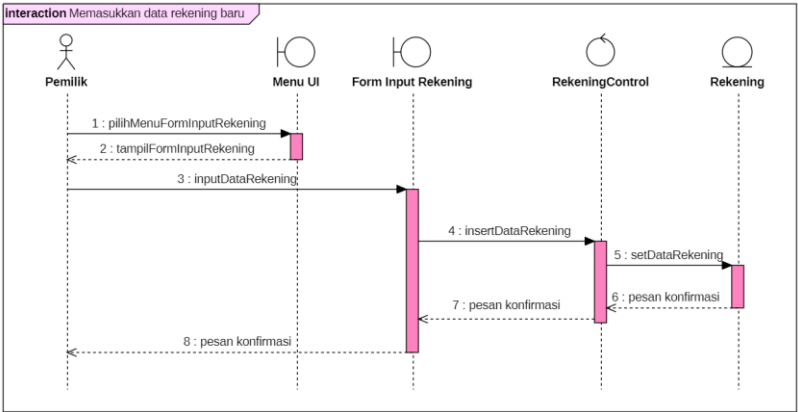 interaction Memasukkan data rekening baru
Pemilik
Menu UI
Form Input Rekening
RekeningControl
Rekening
1 : pilihMenuFormInputRekening
2 : tampilFormInputRekening
3 : inputDataRekening
4 : insertDataRekening
5 : setDataRekening
6 : pesan konfirmasi
7 : pesan konfirmasi
8 : pesan konfirmasi